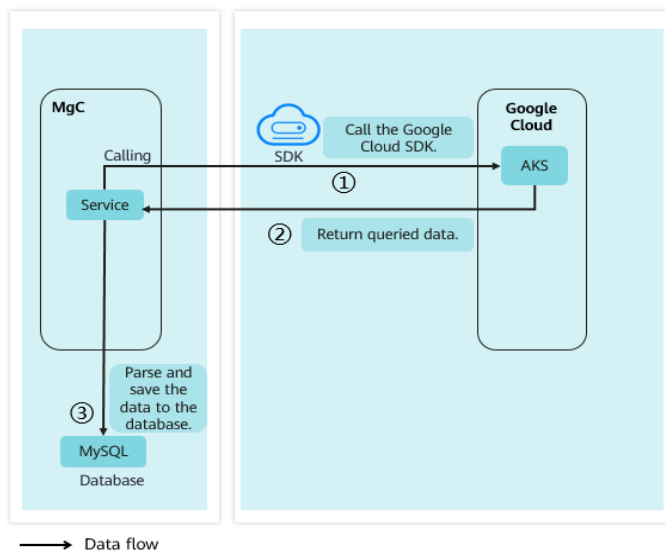 MgC
Calling
Service
①
②
③
SDK
Call the Google
Cloud SDK.
Return queried data.
Google
Cloud
AKS
Parse and
save the
data to the
database.
MySQL
Database
Data flow